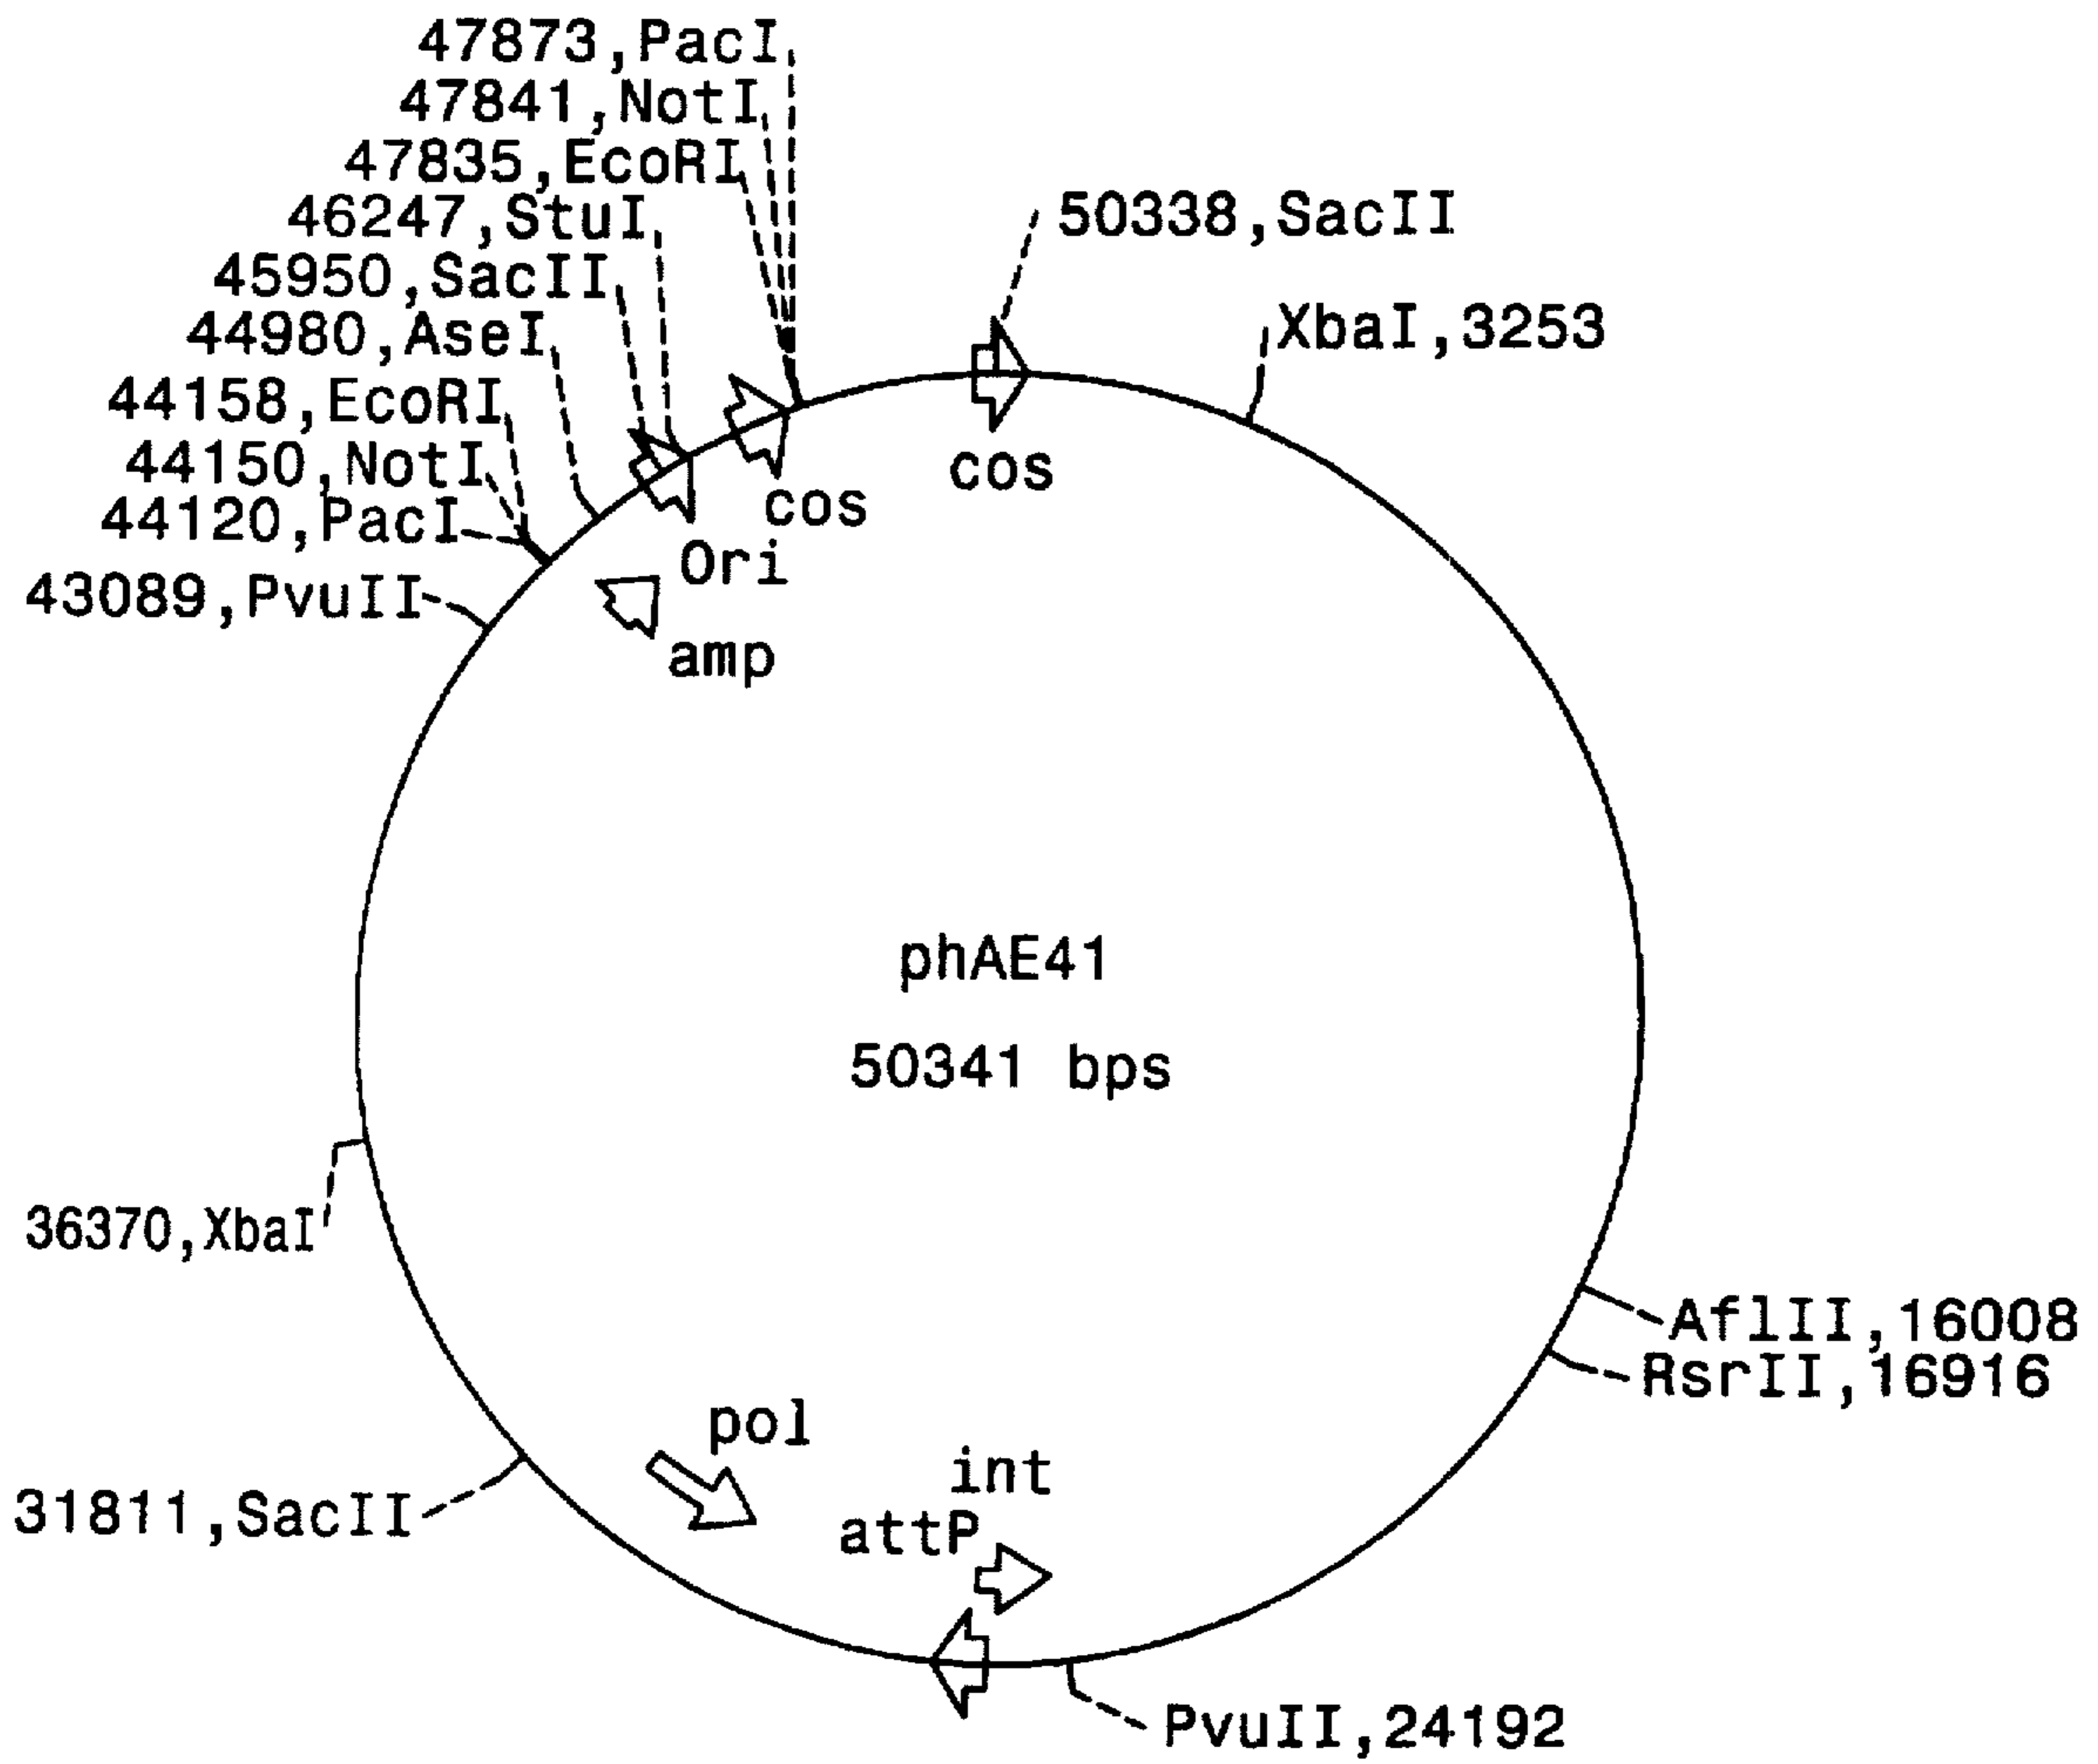 47873,PacI
47841,NotI
47835,EcoRI
46247,StuI
45950,SacII
44980,AseI
44158,EcoRI
44150,NotI
44120,PacI
43089,PvuII
50338,SacII
XbaI,3253
cos
cos
Ori
amp
phAE41
50341 bps
36370,XbaI
AflII,16008
RsrII,16916
pol
int
attP
31811,SacII
PvuII,24192